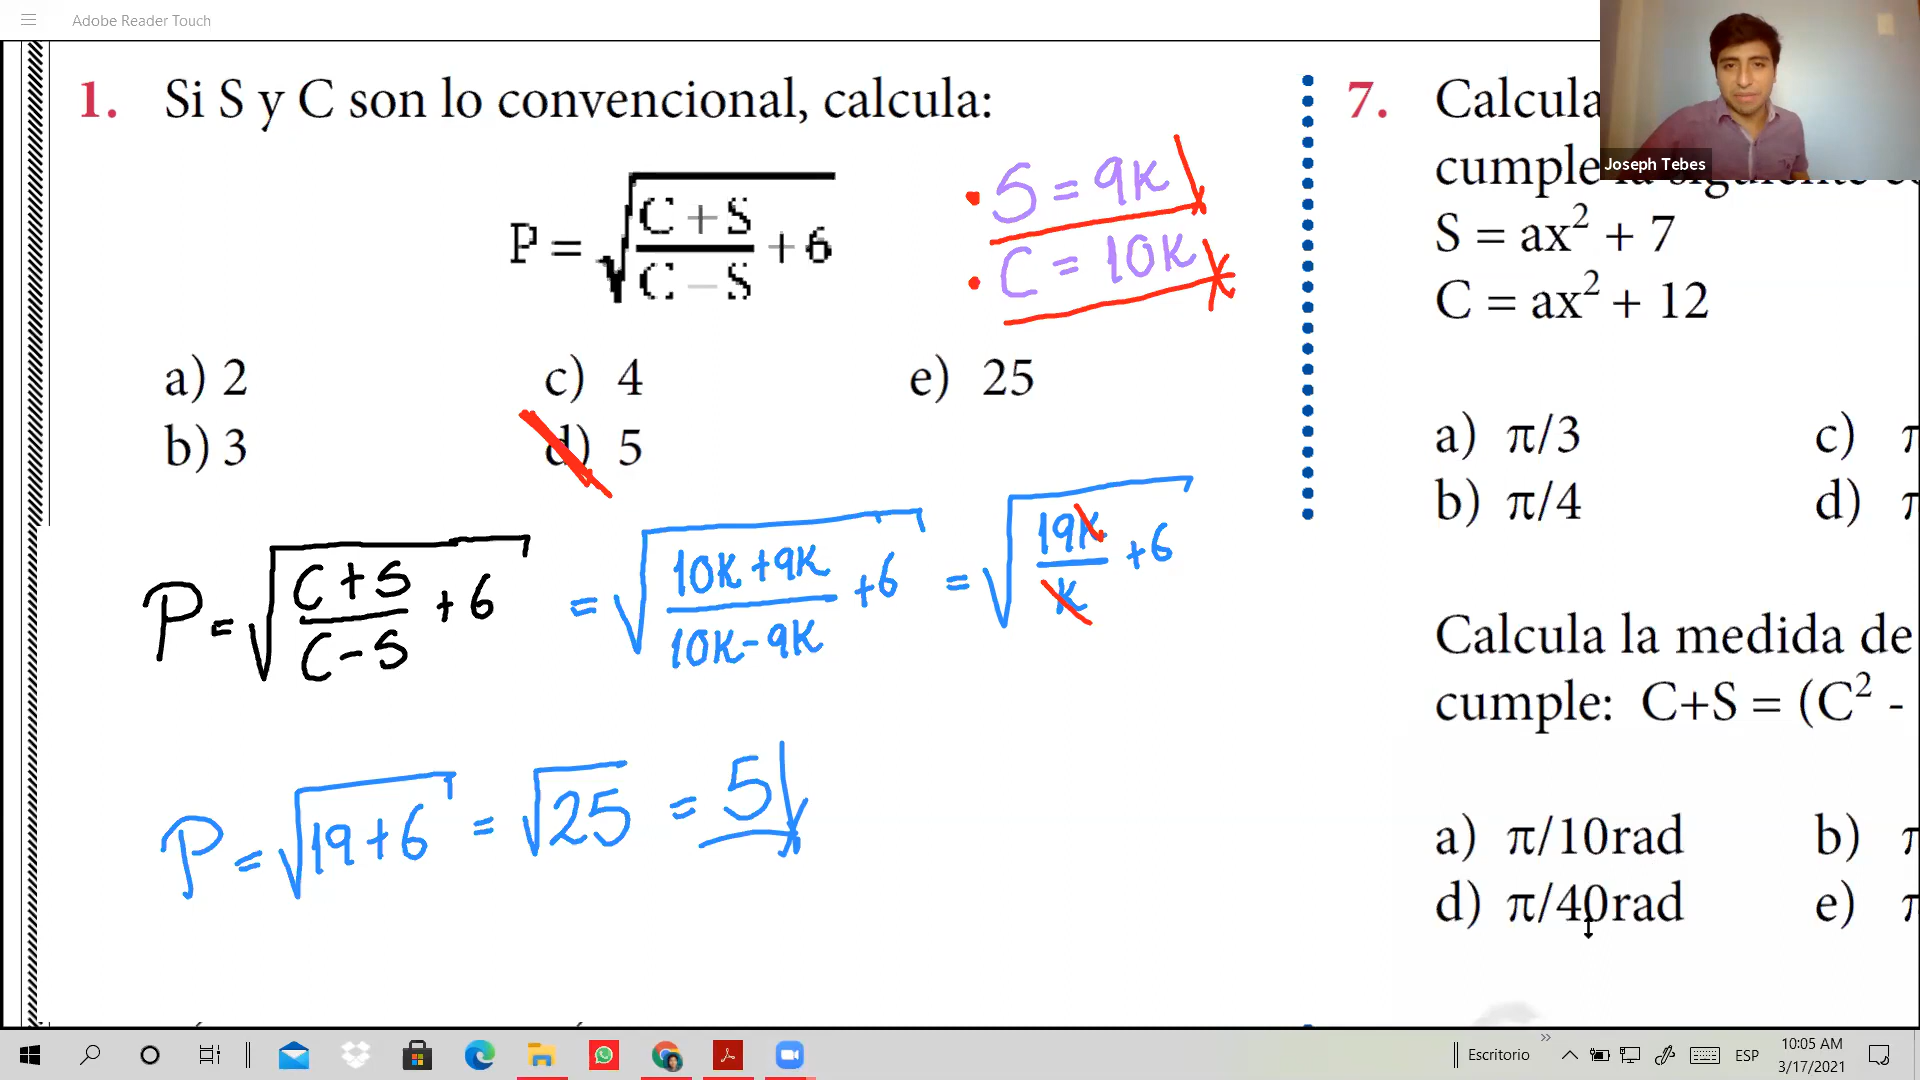 Adobe Reader Touch
1. Si S y C son lo convencional, calcula:
P = √((C + S)/(C − S) + 6)
• S = 9K
• C = 10K
a) 2 c) 4 e) 25
b) 3 d) 5
P = √((C + S)/(C − S) + 6) = √((10K + 9K)/(10K − 9K) + 6) = √(19K/K + 6)
P = √(19 + 6) = √25 = 5
7. Calcula
cumple la siguiente
S = ax² + 7
C = ax² + 12
a) π/3 c) π
b) π/4 d) π
Calcula la medida de
cumple: C+S = (C² -
a) π/10rad b) π
d) π/40rad e) π
Joseph Tebes
Escritorio
ESP
10:05 AM
3/17/2021